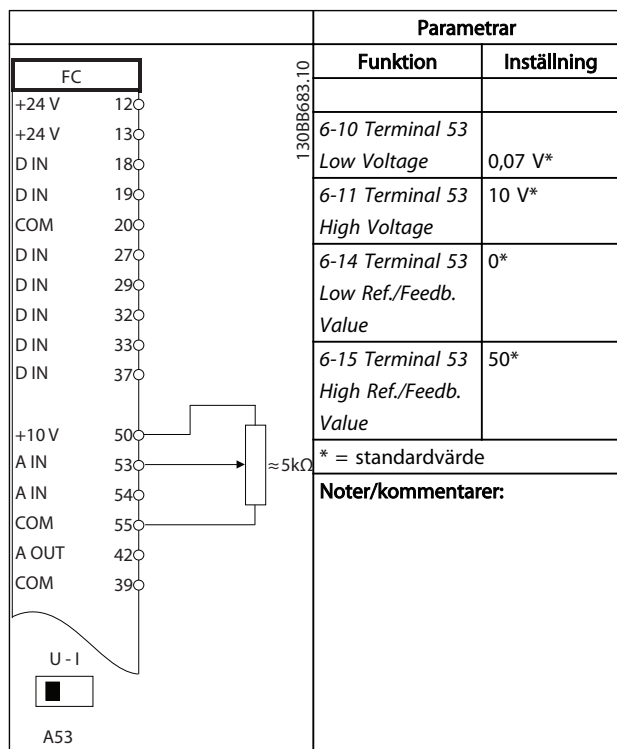 Parametrar
Funktion Inställning
FC
130BB683.10
+24 V 12
+24 V 13
D IN 18
D IN 19
COM 20
D IN 27
D IN 29
D IN 32
D IN 33
D IN 37
+10 V 50
A IN 53
A IN 54
COM 55
A OUT 42
COM 39
≈5kΩ
U - I
A53
6-10 Terminal 53
Low Voltage 0,07 V*
6-11 Terminal 53 10 V*
High Voltage
6-14 Terminal 53 0*
Low Ref./Feedb.
Value
6-15 Terminal 53 50*
High Ref./Feedb.
Value
* = standardvärde
Noter/kommentarer: